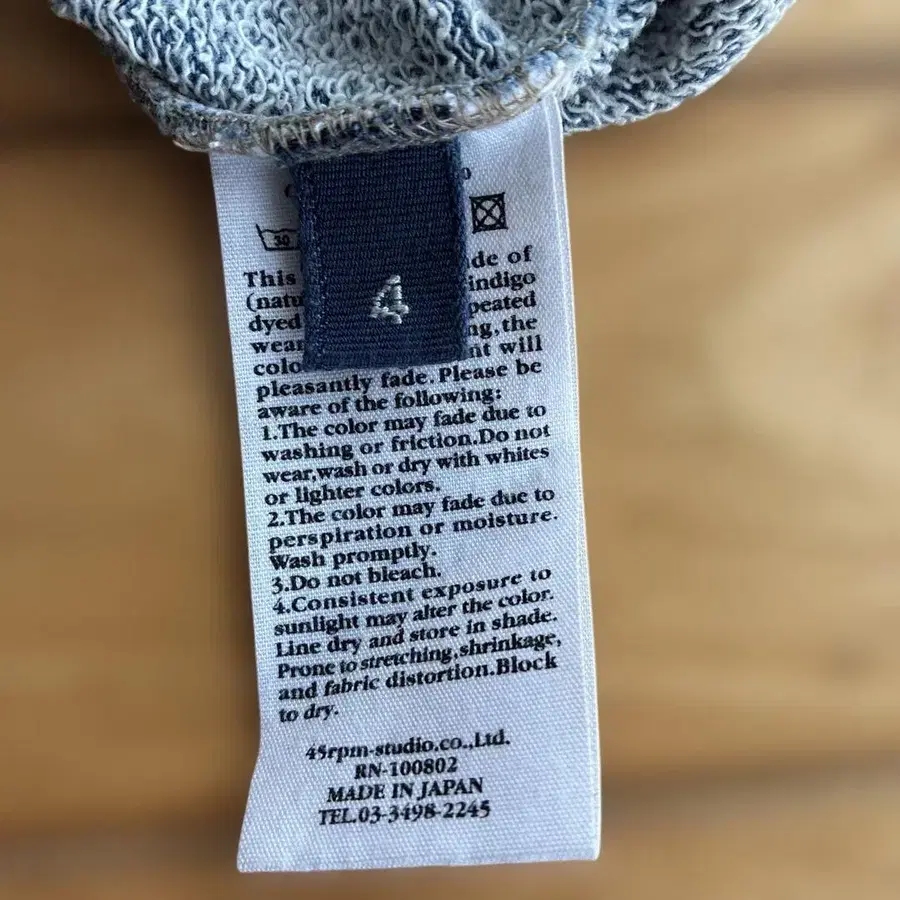 30
This de of
indigo
dyed peated
ng,the
nt will
pleasantly fade.Please be
aware of the following:
1.The color may fade due to
washing or friction.Do not
wear,wash or dry with whites
or lighter colors.
2.The color may fade due to
perspiration or moisture.
Wash promptly.
3.Do not bleach.
4.Consistent exposure to
sunlight may alter the color.
Line dry and store in shade.
Prone to stretching,shrinkage,
and fabric distortion.Block
to dry.
45rpm-studio.co.,Ltd.
RN-100802
MADE IN JAPAN
TEL.03-3498-2245
4